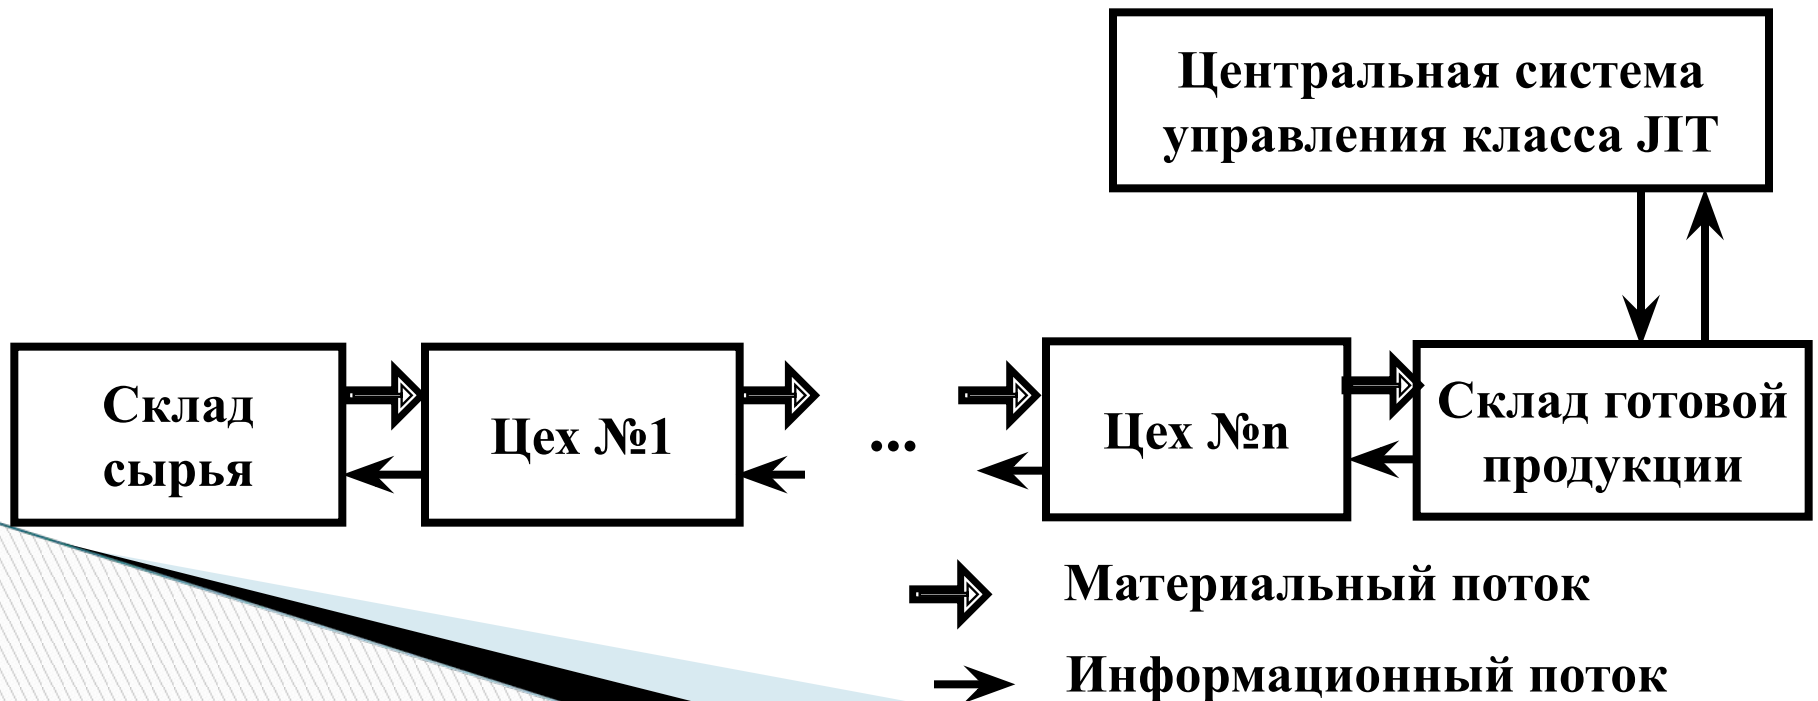 Центральная система
управления класса JIT
Склад
сырья
Цех №1
...
Цех №n
Склад готовой
продукции
Материальный поток
Информационный поток